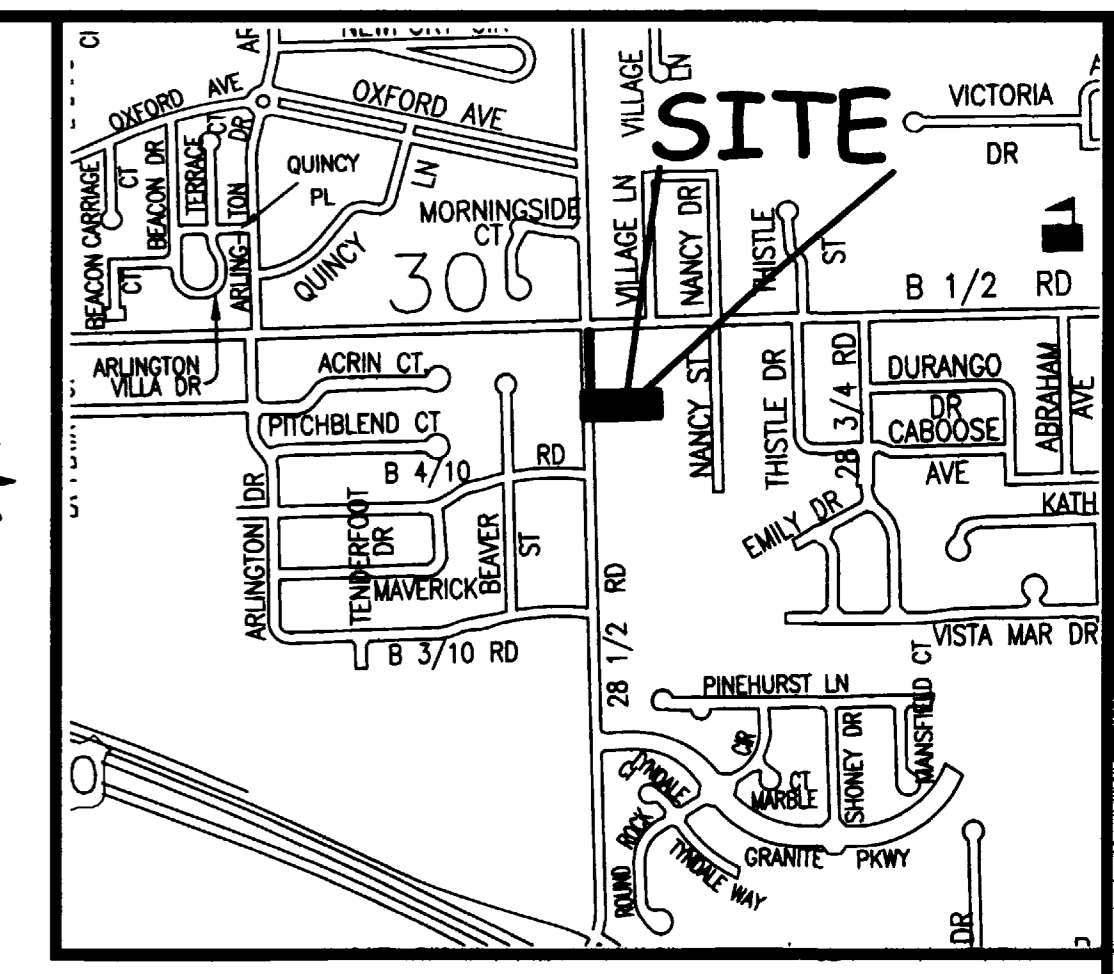 OXFORD AVE
OXFORD AVE
VILLAGE
LN
SITE
VICTORIA
DR
BEACON CARRIAGE
CT
CT
BEACON DR
TERRACE
CT
DR
ARLING-
TON
QUINCY
PL
QUINCY
LN
MORNINGSIDE
CT
30
VILLAGE LN
NANCY DR
THISTLE
ST
B 1/2 RD
ARLINGTON
VILLA DR
ACRIN CT.
PITCHBLEND CT
B 4/10
RD
NANCY ST
THISTLE DR
28 3/4 RD
DURANGO
DR
CABOOSE
AVE
ABRAHAM
AVE
KATH
EMILY DR
ARLINGTON DR
TENDERFOOT
DR
MAVERICK
BEAVER
ST
B 3/10 RD
28 1/2 RD
VISTA MAR DR
PINEHURST LN
MANSFIELD CT
SHONEY DR
CIR
TYNDALE
CT
MARBLE
CT
GRANITE PKWY
ROUND ROCK
TYNDALE WAY
DR